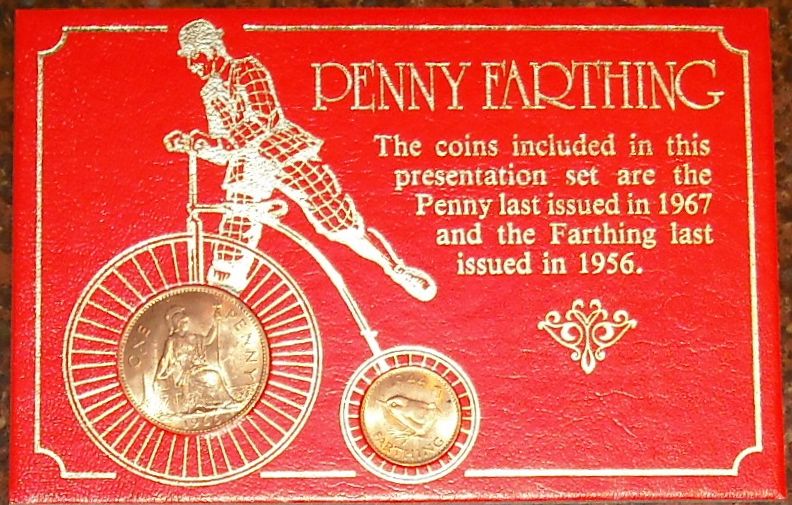 PENNY FARTHING
The coins included in this
presentation set are the
Penny last issued in 1967
and the Farthing last
issued in 1956.
ONE PENNY
FARTHING